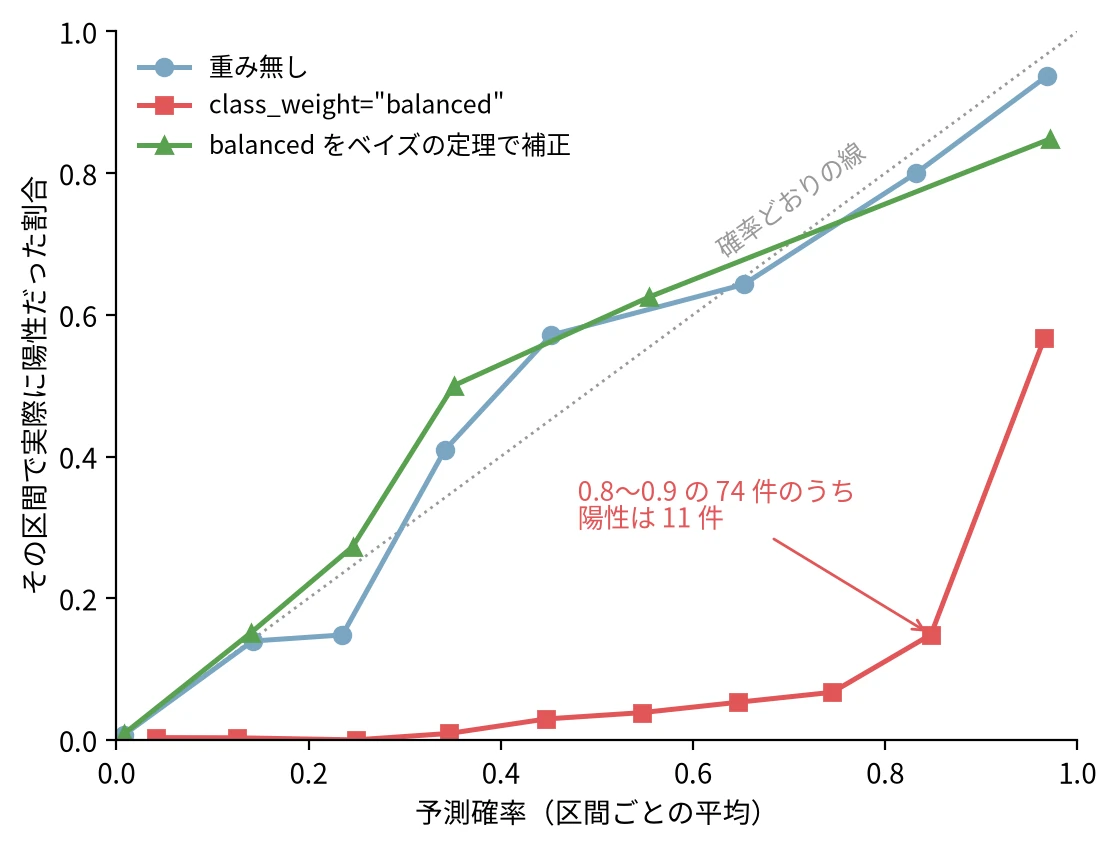 重み無し
class_weight="balanced"
balanced をベイズの定理で補正
確率どおりの線
0.8～0.9 の 74 件のうち
陽性は 11 件
その区間で実際に陽性だった割合
1.0
0.8
0.6
0.4
0.2
0.0
0.0 0.2 0.4 0.6 0.8 1.0
予測確率（区間ごとの平均）